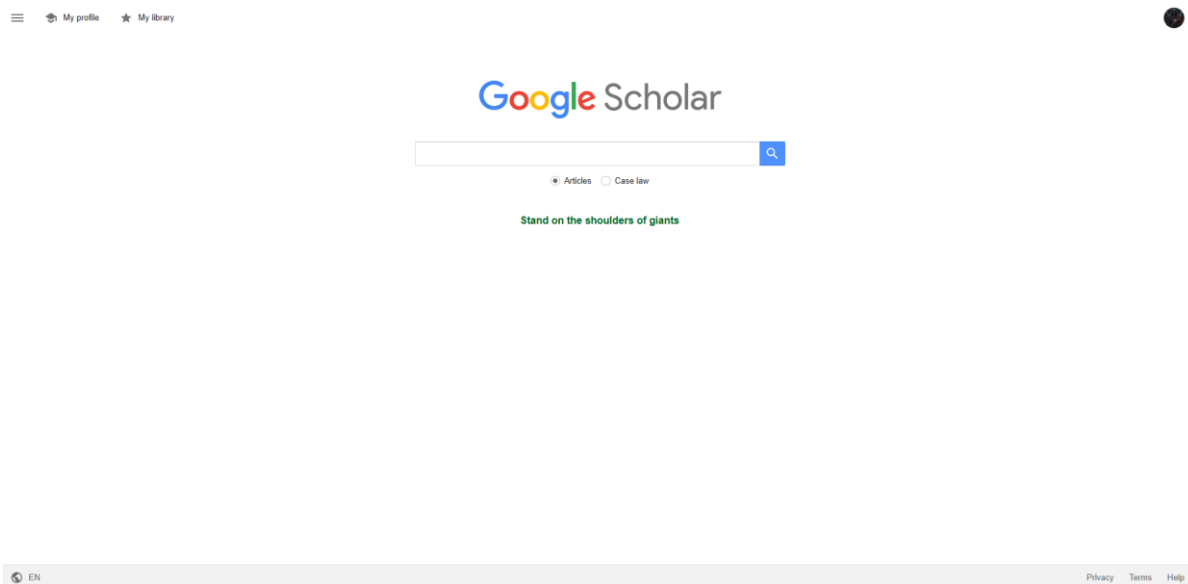 My profile My library
Google Scholar
Articles Case law
Stand on the shoulders of giants
EN Privacy Terms Help